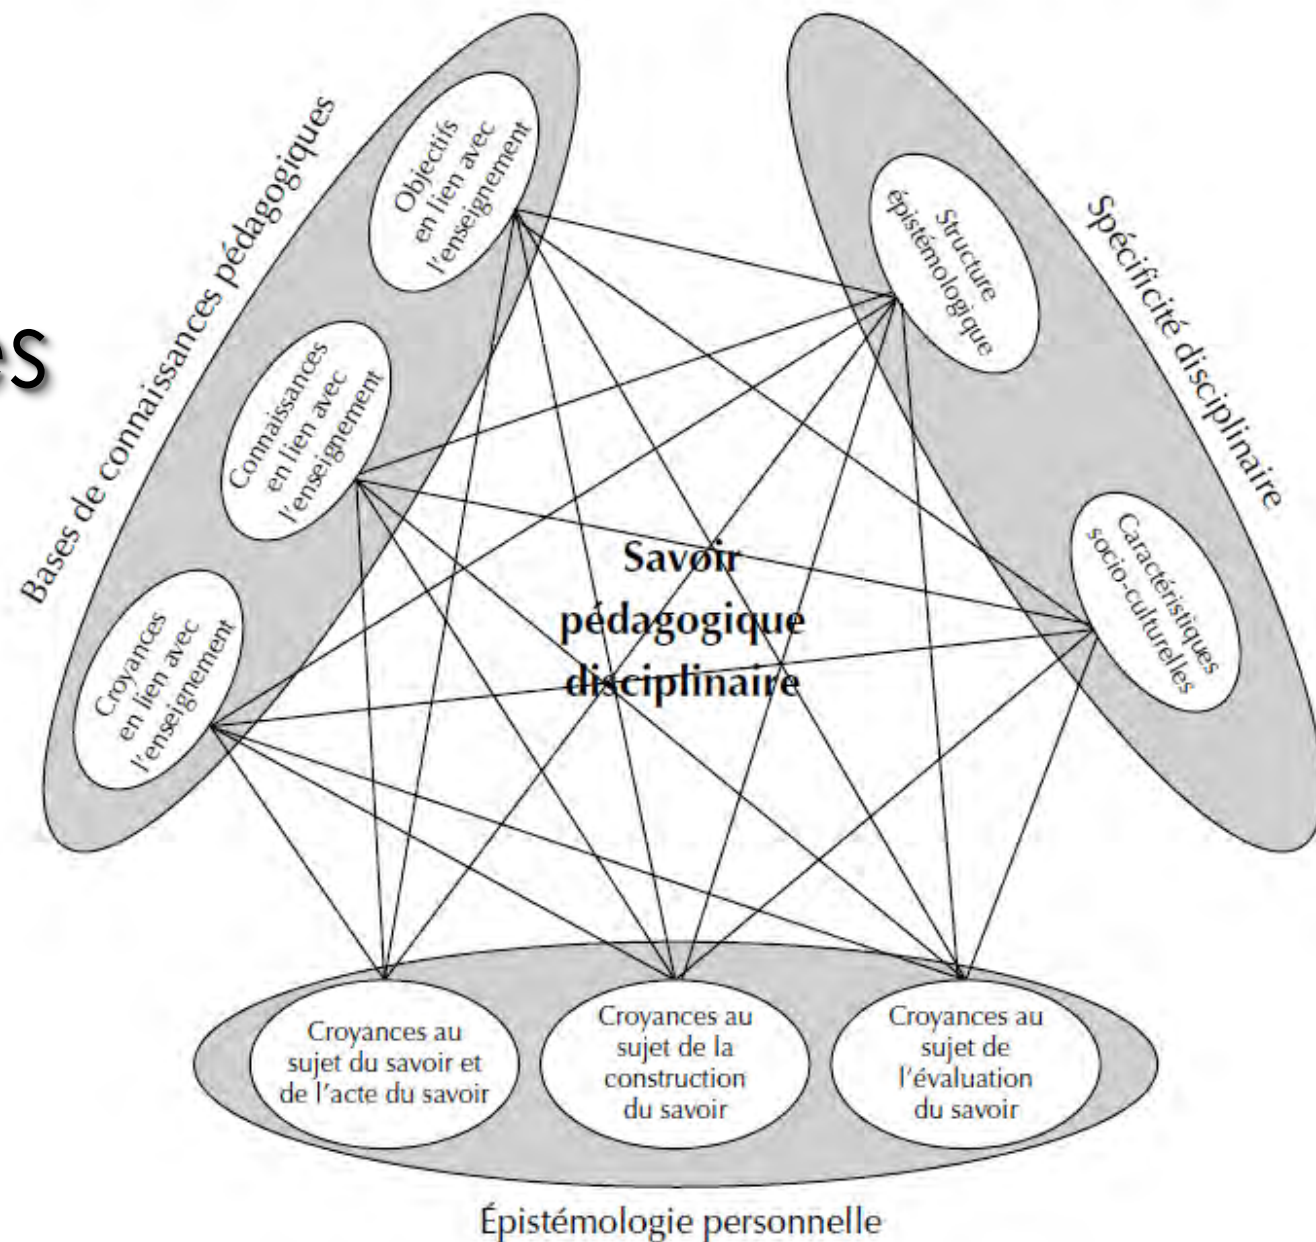 es
Bases de connaissances pédagogiques
Objectifs
en lien avec
l'enseignement
Connaissances
en lien avec
l'enseignement
Croyances
en lien avec
l'enseignement
Spécificité disciplinaire
Structure
épistémologique
Caractéristiques
socio-culturelles
Savoir
pédagogique
disciplinaire
Croyances au
sujet du savoir et
de l'acte du savoir
Croyances au
sujet de la
construction
du savoir
Croyances au
sujet de
l'évaluation
du savoir
Épistémologie personnelle